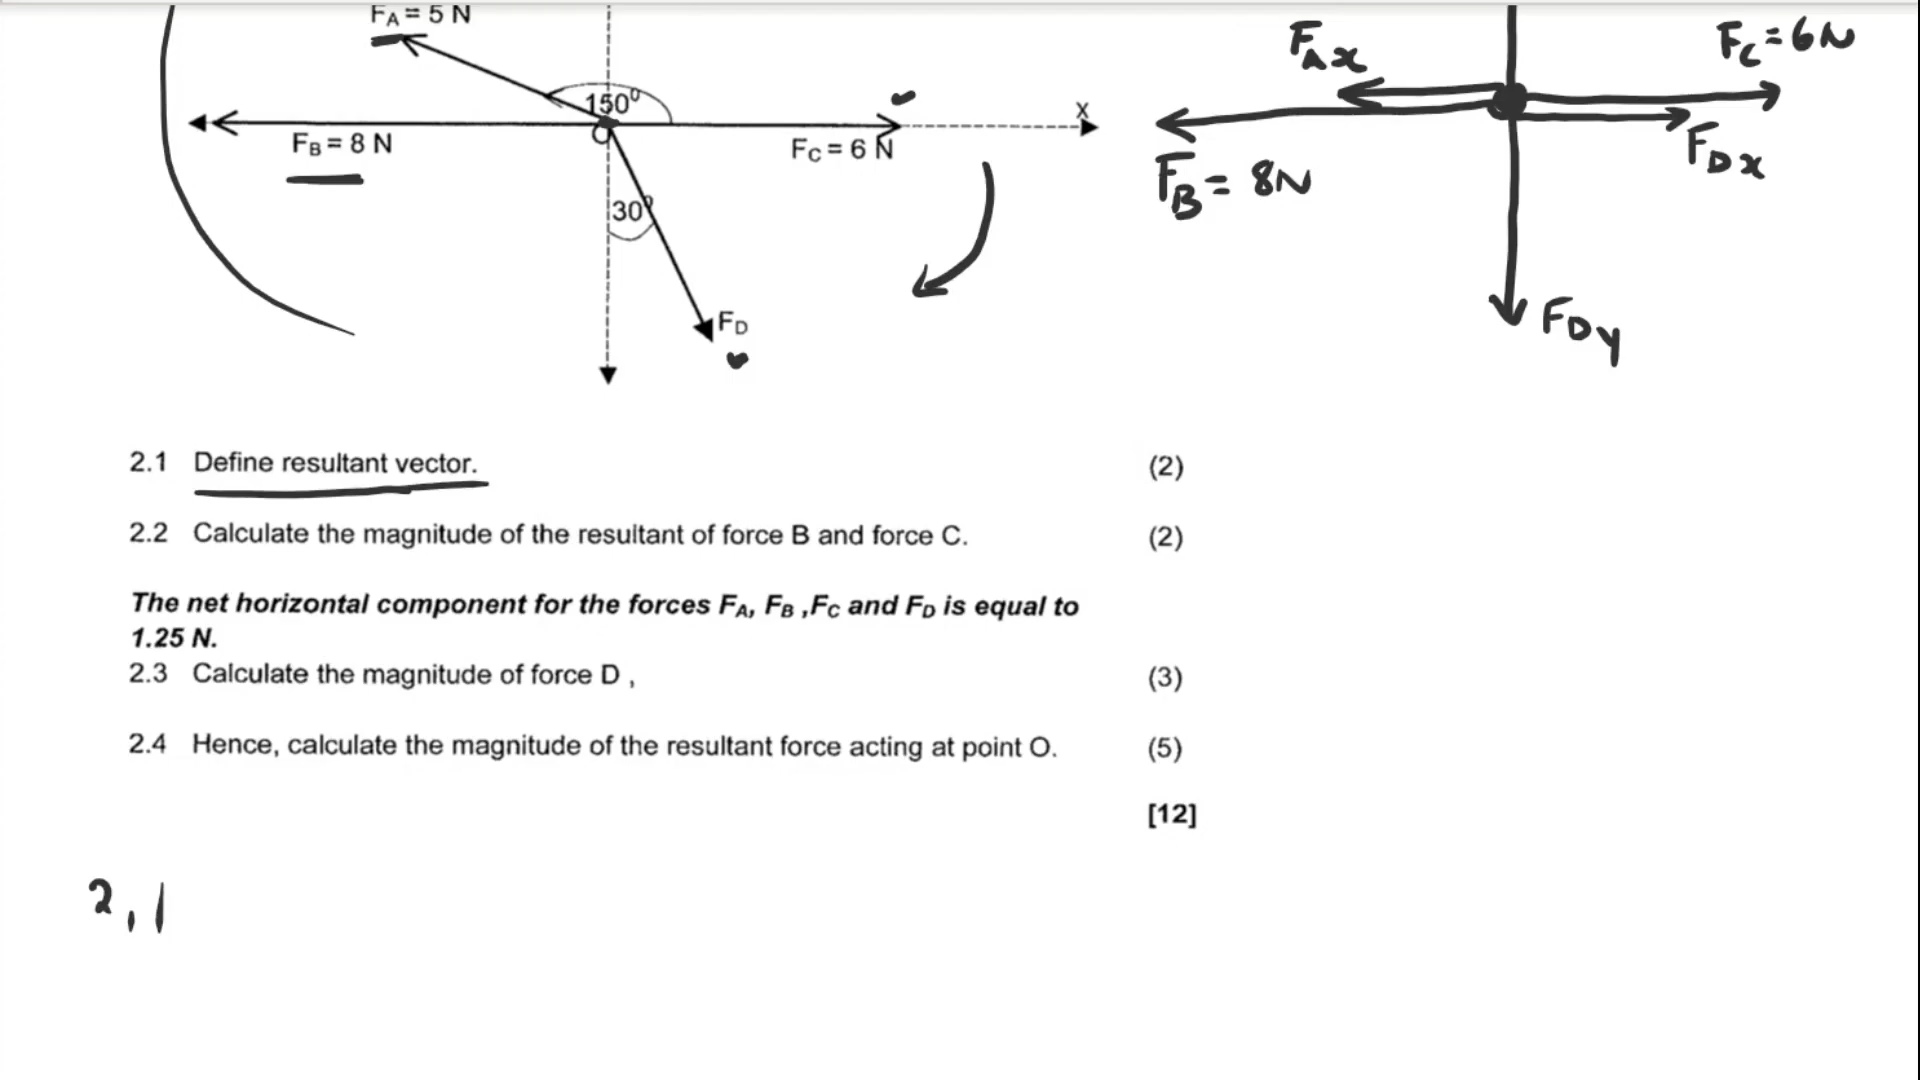 FA = 5 N
150⁰
x
FB = 8 N
O
FC = 6 N
30⁰
FD
FAx
FC = 6N
FB = 8N
FDx
FDy
2.1 Define resultant vector. (2)
2.2 Calculate the magnitude of the resultant of force B and force C. (2)
The net horizontal component for the forces FA, FB ,FC and FD is equal to
1.25 N.
2.3 Calculate the magnitude of force D , (3)
2.4 Hence, calculate the magnitude of the resultant force acting at point O. (5)
[12]
2,1